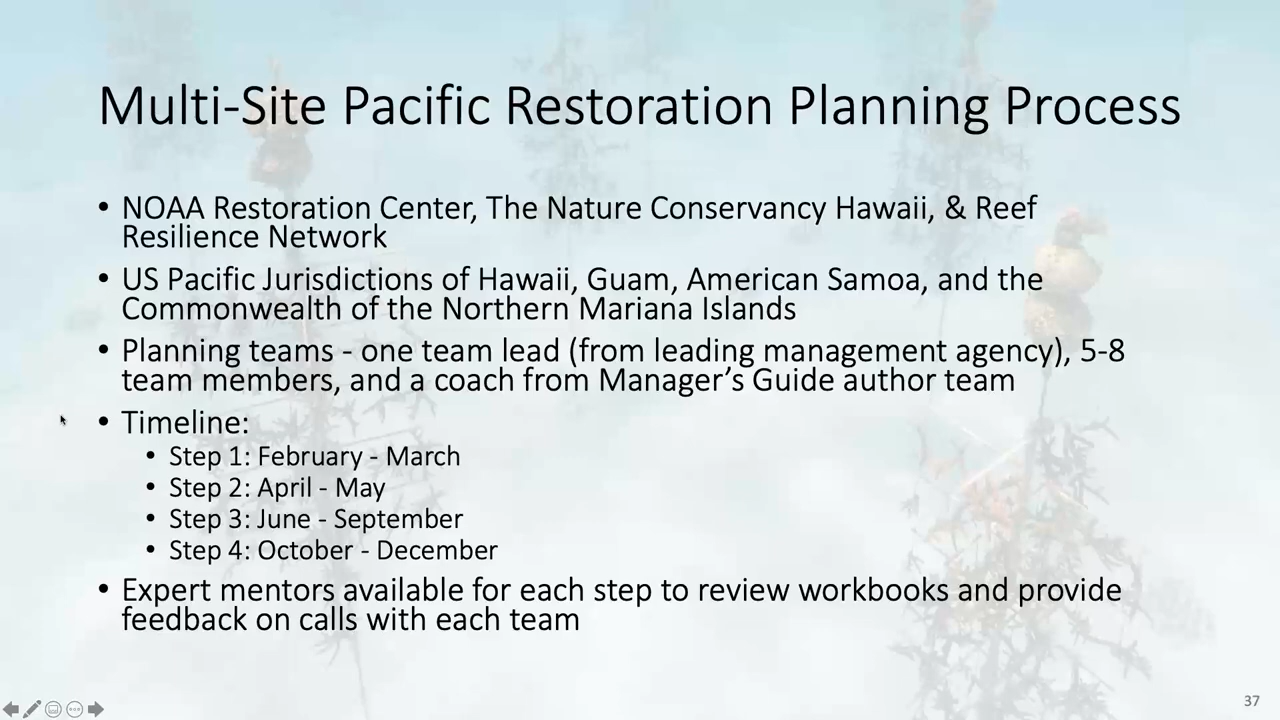 Multi-Site Pacific Restoration Planning Process
• NOAA Restoration Center, The Nature Conservancy Hawaii, & Reef
Resilience Network
• US Pacific Jurisdictions of Hawaii, Guam, American Samoa, and the
Commonwealth of the Northern Mariana Islands
• Planning teams - one team lead (from leading management agency), 5-8
team members, and a coach from Manager’s Guide author team
• Timeline:
• Step 1: February - March
• Step 2: April - May
• Step 3: June - September
• Step 4: October - December
• Expert mentors available for each step to review workbooks and provide
feedback on calls with each team
37